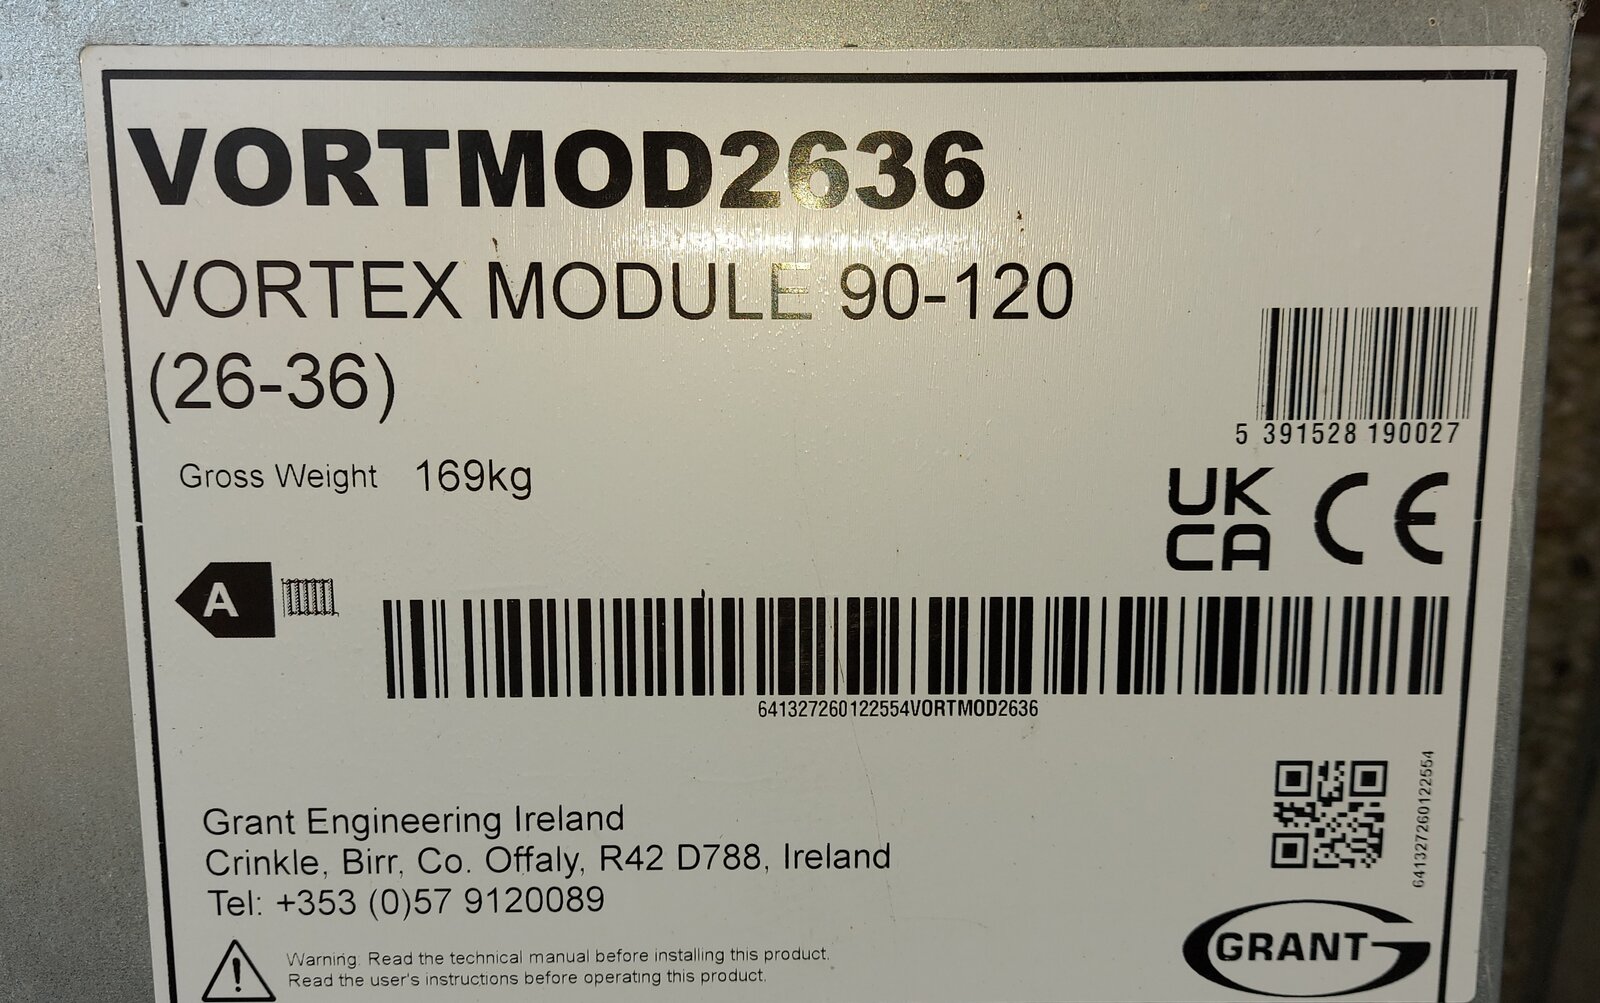 VORTMOD2636
VORTEX MODULE 90-120
(26-36)
5 391528 190027
Gross Weight 169kg
UK
CA CE
A
641327260122554VORTMOD2636
641327260122554
Grant Engineering Ireland
Crinkle, Birr, Co. Offaly, R42 D788, Ireland
Tel: +353 (0)57 9120089
GRANT
Warning. Read the technical manual before installing this product.
Read the user's instructions before operating this product.